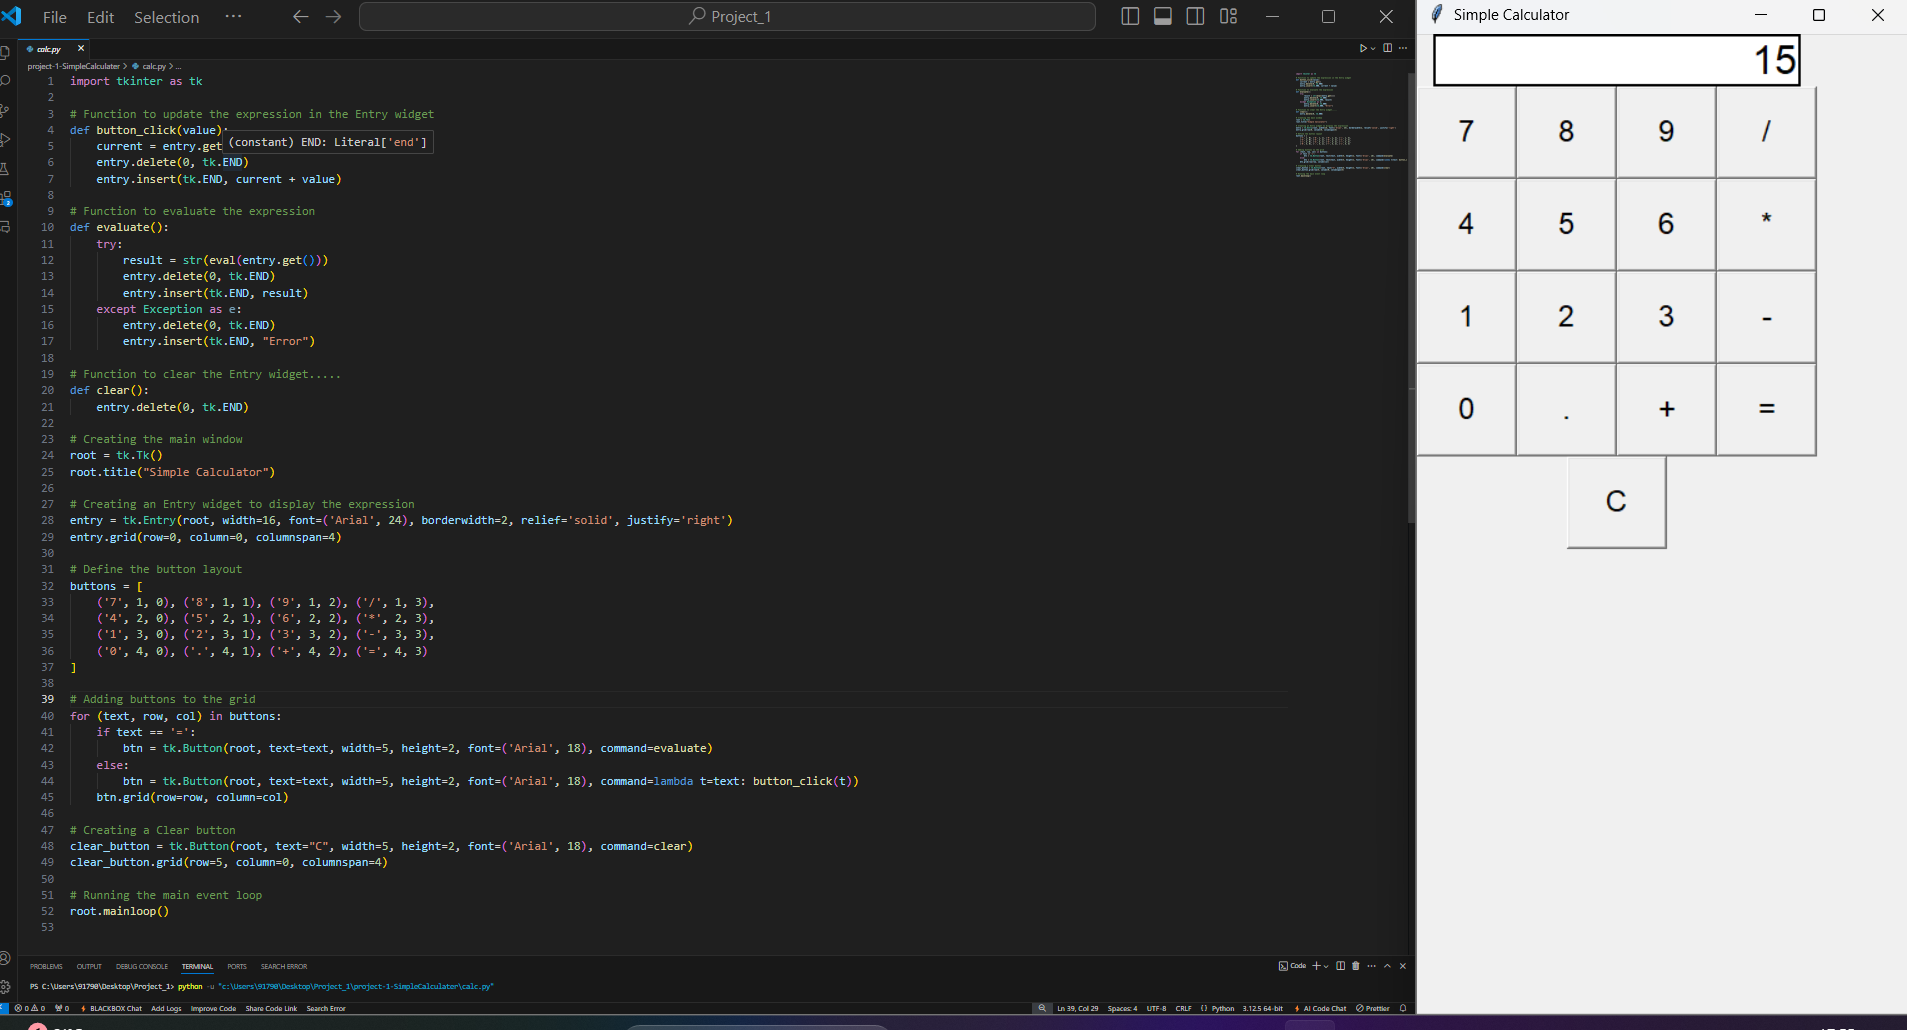 File Edit Selection ··· Project_1
calc.py
project-1-SimpleCalculater > calc.py > ...
1 import tkinter as tk
2
3 # Function to update the expression in the Entry widget
4 def button_click(value):
5     current = entry.get
(constant) END: Literal['end']
6     entry.delete(0, tk.END)
7     entry.insert(tk.END, current + value)
8
9 # Function to evaluate the expression
10 def evaluate():
11     try:
12         result = str(eval(entry.get()))
13         entry.delete(0, tk.END)
14         entry.insert(tk.END, result)
15     except Exception as e:
16         entry.delete(0, tk.END)
17         entry.insert(tk.END, "Error")
18
19 # Function to clear the Entry widget.....
20 def clear():
21     entry.delete(0, tk.END)
22
23 # Creating the main window
24 root = tk.Tk()
25 root.title("Simple Calculator")
26
27 # Creating an Entry widget to display the expression
28 entry = tk.Entry(root, width=16, font=('Arial', 24), borderwidth=2, relief='solid', justify='right')
29 entry.grid(row=0, column=0, columnspan=4)
30
31 # Define the button layout
32 buttons = [
33     ('7', 1, 0), ('8', 1, 1), ('9', 1, 2), ('/', 1, 3),
34     ('4', 2, 0), ('5', 2, 1), ('6', 2, 2), ('*', 2, 3),
35     ('1', 3, 0), ('2', 3, 1), ('3', 3, 2), ('-', 3, 3),
36     ('0', 4, 0), ('.', 4, 1), ('+', 4, 2), ('=', 4, 3)
37 ]
38
39 # Adding buttons to the grid
40 for (text, row, col) in buttons:
41     if text == '=':
42         btn = tk.Button(root, text=text, width=5, height=2, font=('Arial', 18), command=evaluate)
43     else:
44         btn = tk.Button(root, text=text, width=5, height=2, font=('Arial', 18), command=lambda t=text: button_click(t))
45     btn.grid(row=row, column=col)
46
47 # Creating a Clear button
48 clear_button = tk.Button(root, text="C", width=5, height=2, font=('Arial', 18), command=clear)
49 clear_button.grid(row=5, column=0, columnspan=4)
50
51 # Running the main event loop
52 root.mainloop()
53
PROBLEMS OUTPUT DEBUG CONSOLE TERMINAL PORTS SEARCH ERROR Code
PS C:\Users\91790\Desktop\Project_1> python -u "c:\Users\91790\Desktop\Project_1\project-1-SimpleCalculater\calc.py"
0 0 0 BLACKBOX Chat Add Logs Improve Code Share Code Link Search Error Ln 39, Col 29 Spaces: 4 UTF-8 CRLF Python 3.12.5 64-bit AI Code Chat Prettier
Simple Calculator
15
7 8 9 /
4 5 6 *
1 2 3 -
0 . + =
C